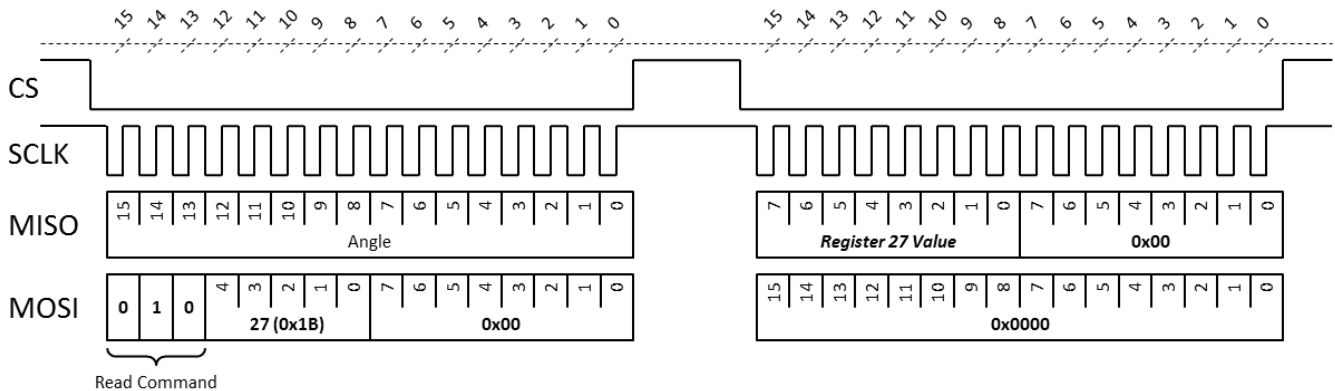 15 14 13 12 11 10 9 8 7 6 5 4 3 2 1 0 15 14 13 12 11 10 9 8 7 6 5 4 3 2 1 0
CS
SCLK
MISO 15 14 13 12 11 10 9 8 7 6 5 4 3 2 1 0 7 6 5 4 3 2 1 0 7 6 5 4 3 2 1 0
Angle Register 27 Value 0x00
MOSI 0 1 0 4 3 2 1 0 7 6 5 4 3 2 1 0 15 14 13 12 11 10 9 8 7 6 5 4 3 2 1 0
27 (0x1B) 0x00 0x0000
Read Command